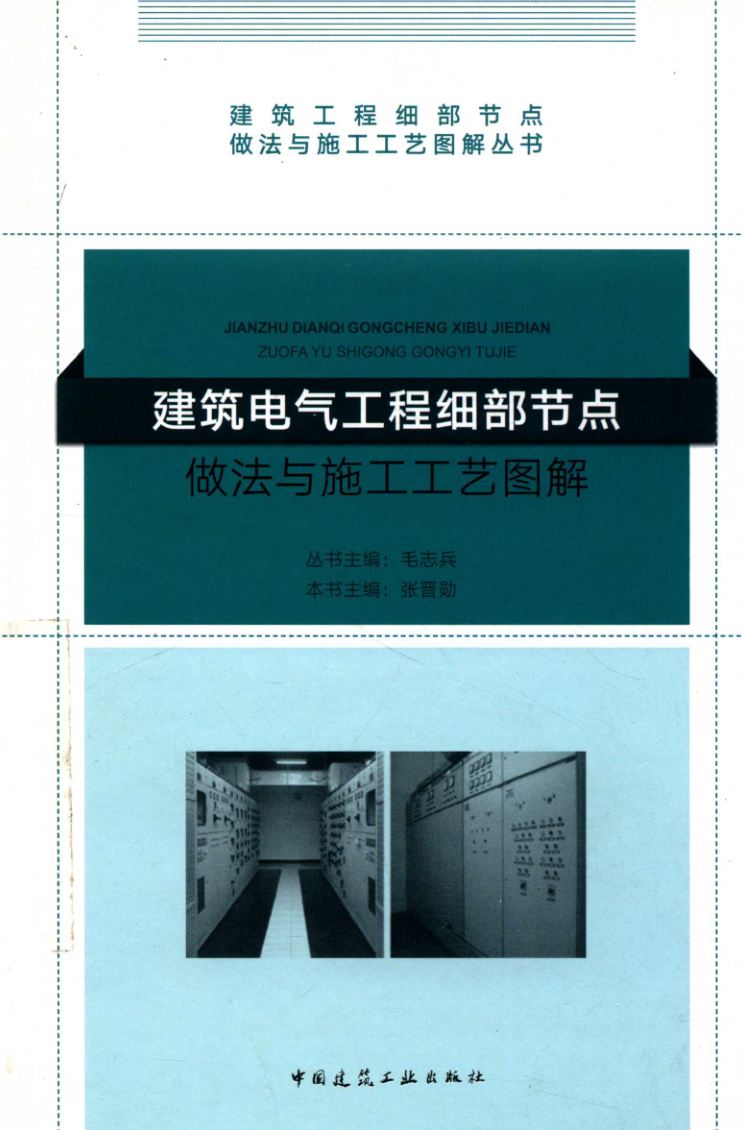 建筑工程细部节点
做法与施工工艺图解丛书
JIANZHU DIANQI GONGCHENG XIBU JIEDIAN
ZUOFA YU SHIGONG GONGYI TUJIE
建筑电气工程细部节点
做法与施工工艺图解
丛书主编：毛志兵
本书主编：张晋勋
中国建筑工业出版社